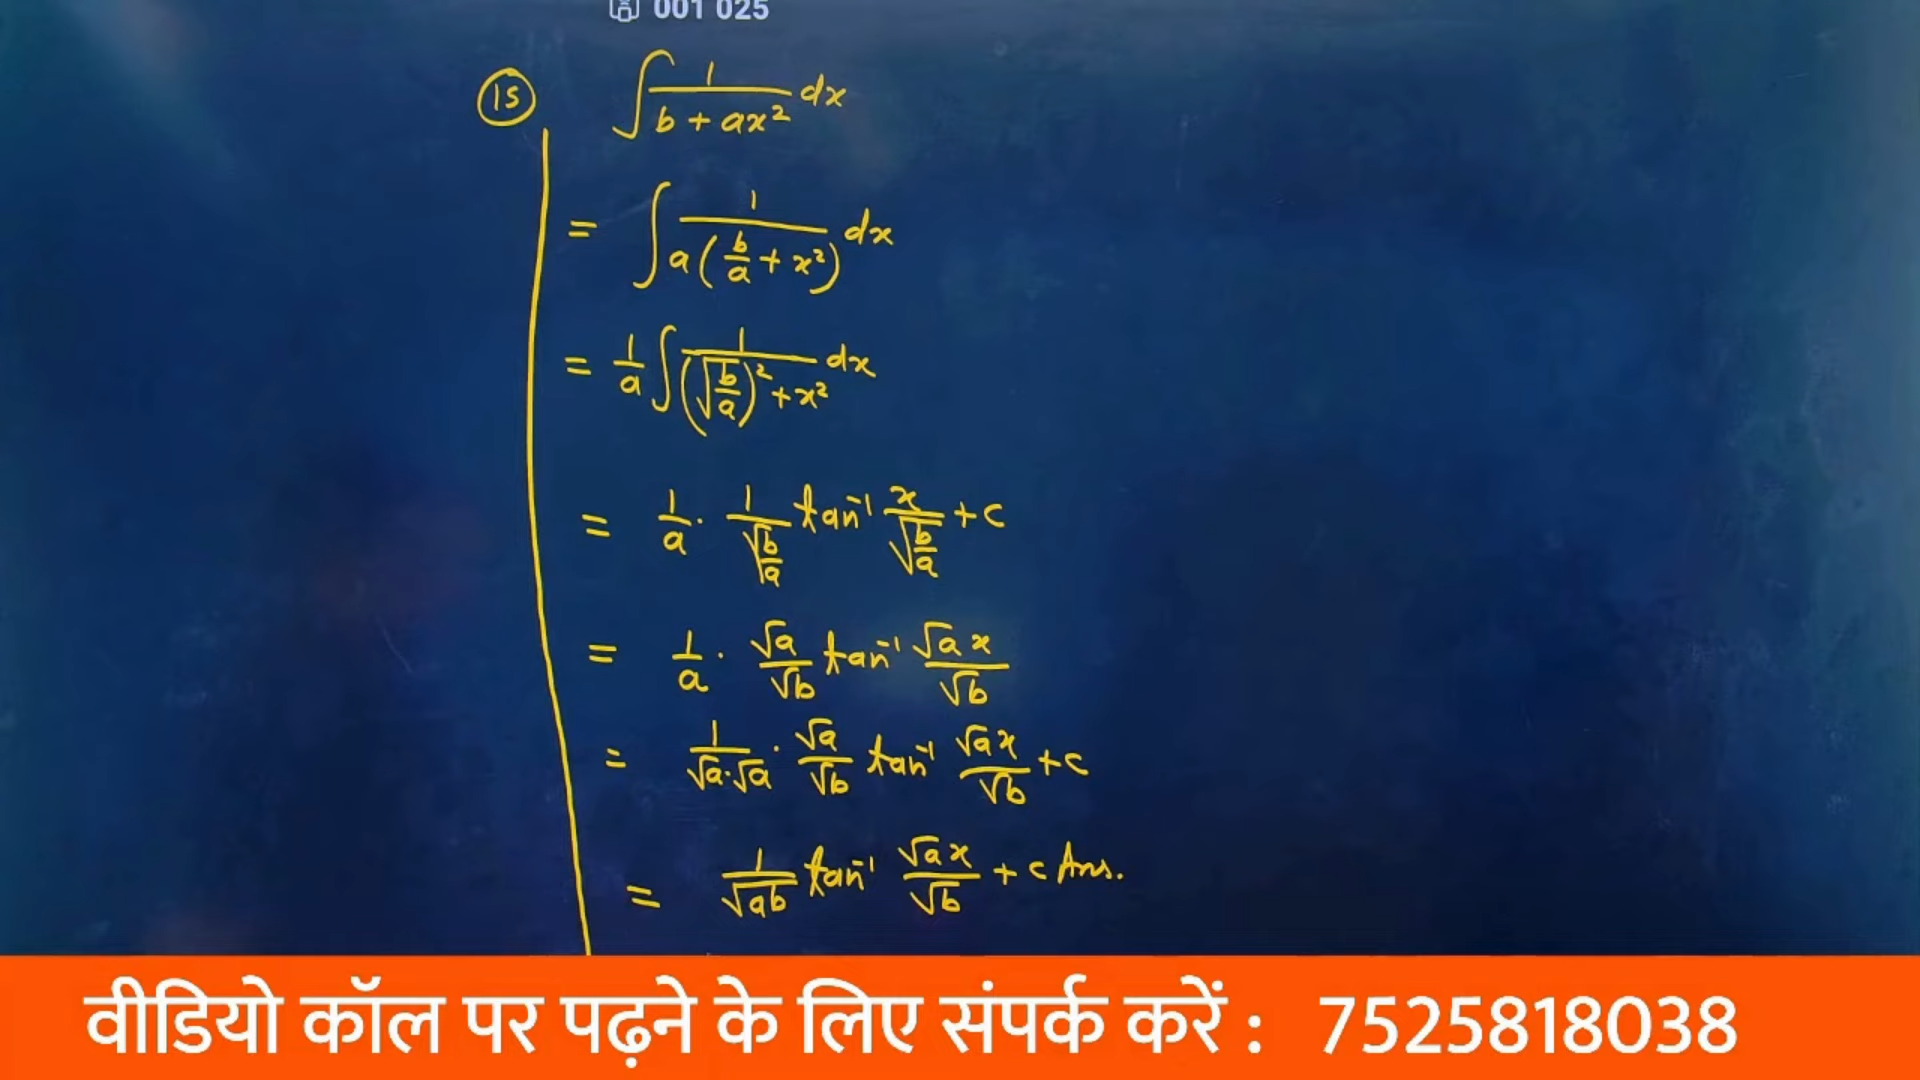 001 025
(15) ∫ 1/(b + ax²) dx
= ∫ 1/(a(b/a + x²)) dx
= 1/a ∫ 1/((√(b/a))² + x²) dx
= 1/a · 1/√(b/a) tan⁻¹ x/√(b/a) + c
= 1/a · √a/√b tan⁻¹ √a x/√b
= 1/(√a·√a) · √a/√b tan⁻¹ √a x/√b + c
= 1/√(ab) tan⁻¹ √a x/√b + c Ans.
वीडियो कॉल पर पढ़ने के लिए संपर्क करें : 7525818038